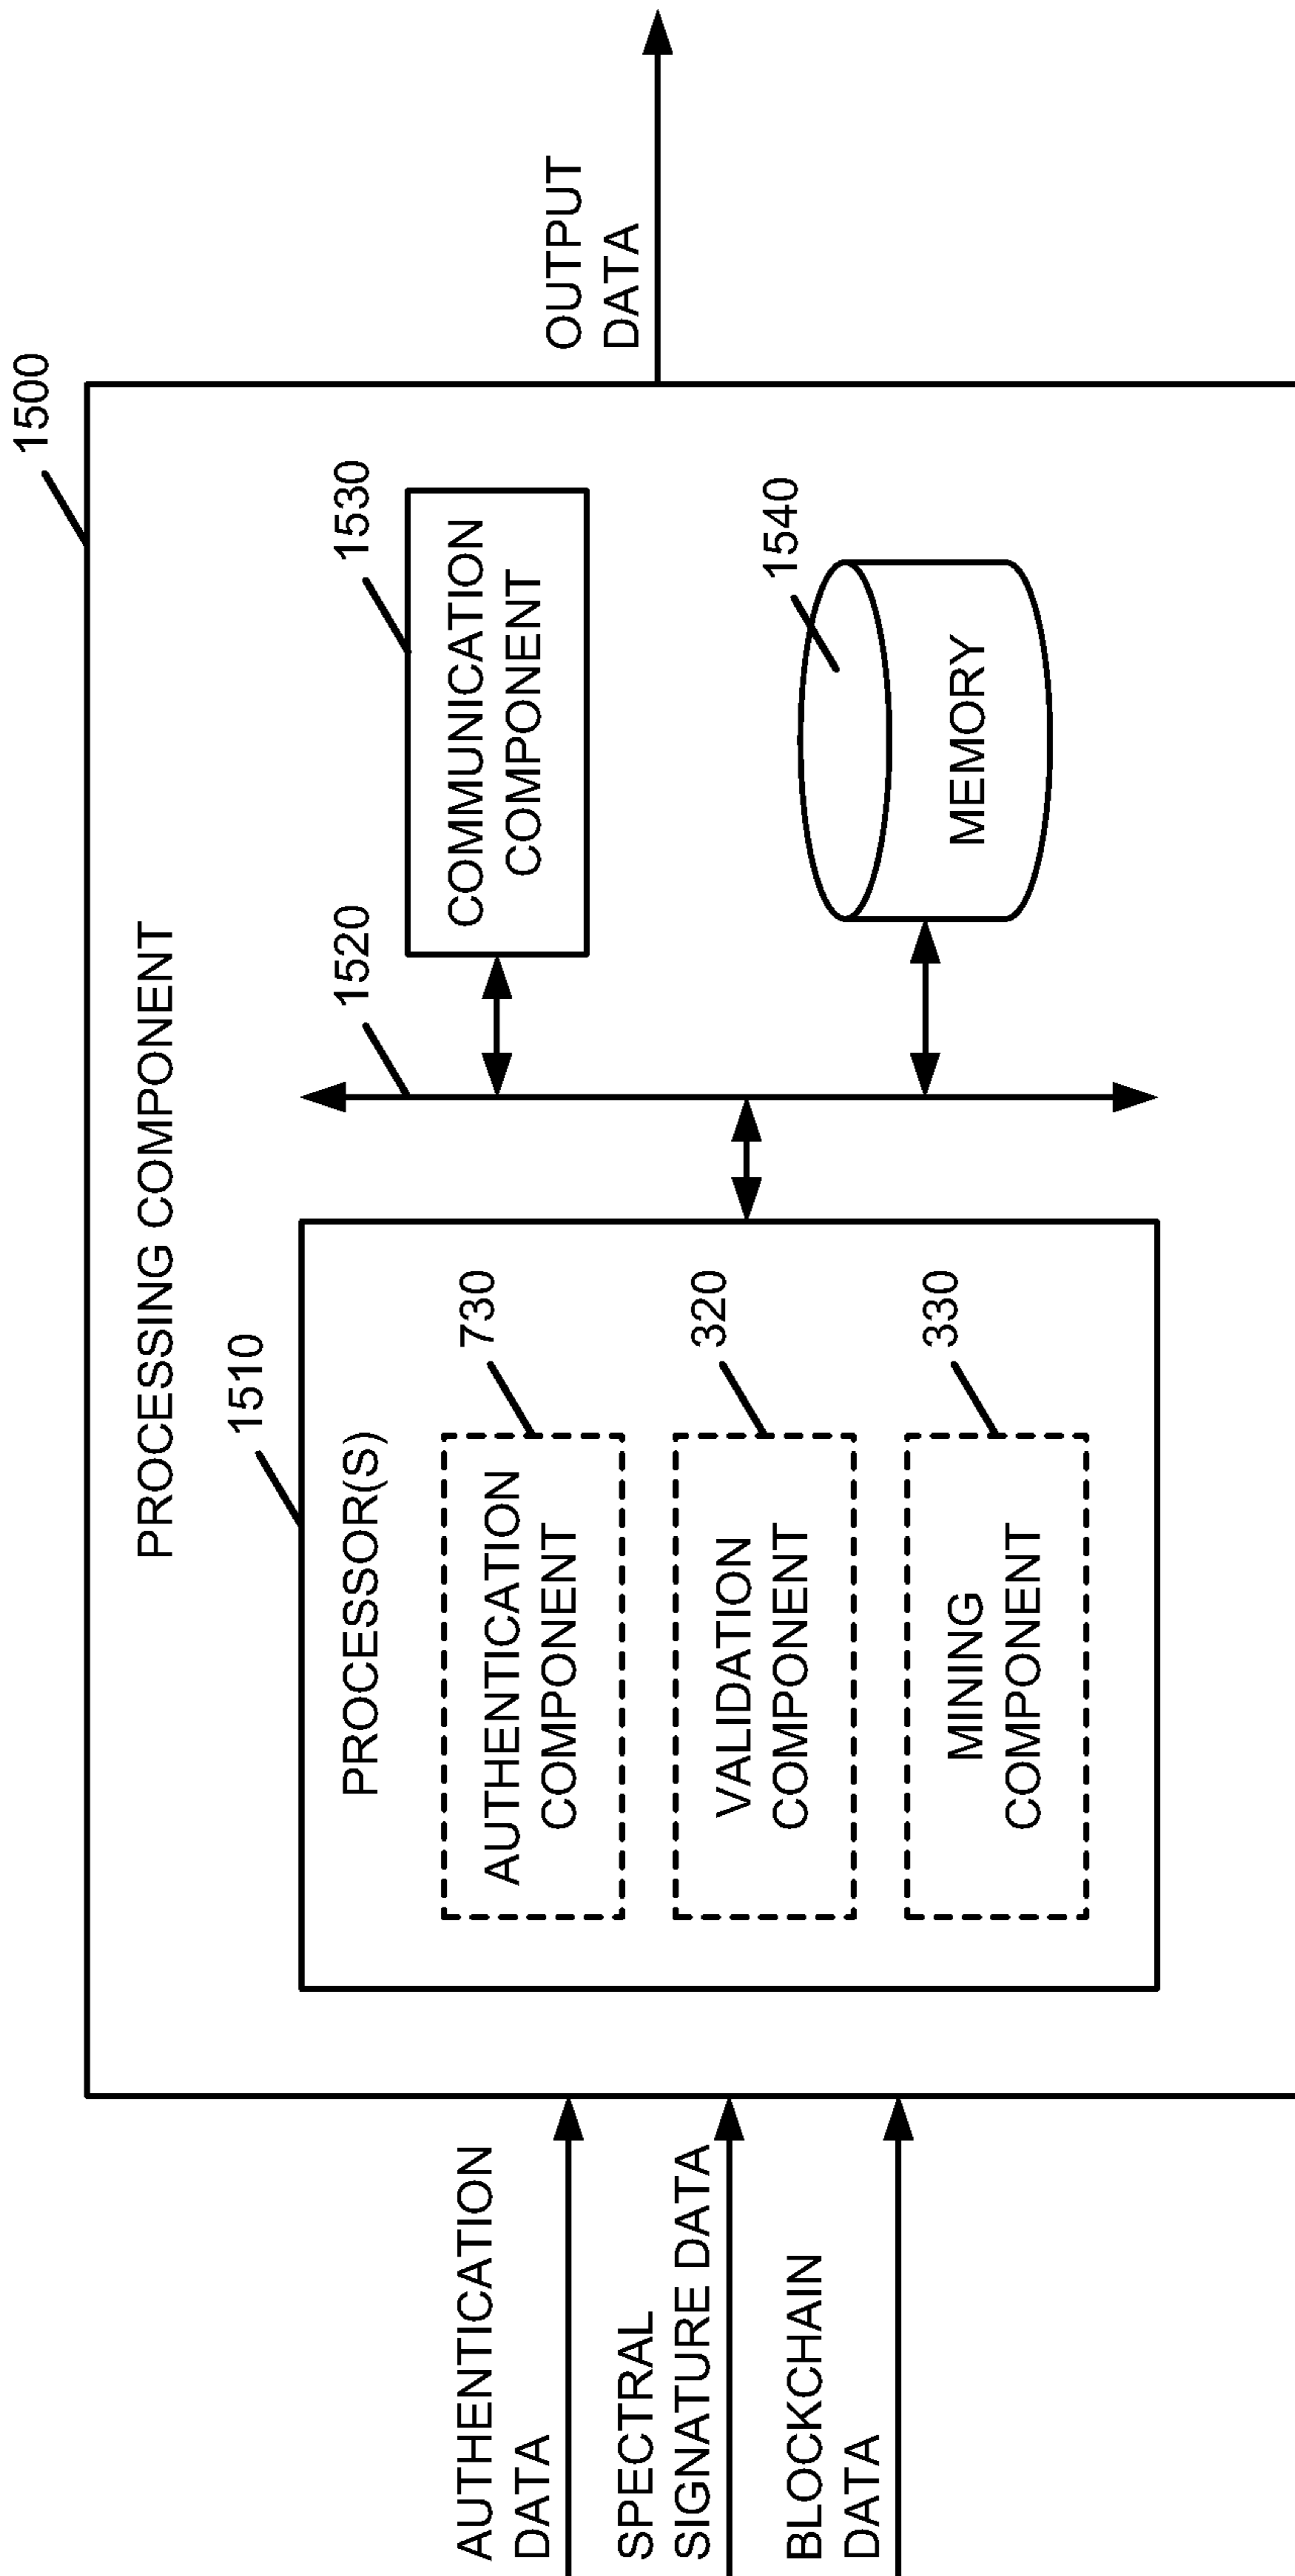 1500
PROCESSING COMPONENT
1510
PROCESSOR(S)
730
AUTHENTICATION
COMPONENT
320
VALIDATION
COMPONENT
330
MINING
COMPONENT
1520
1530
COMMUNICATION
COMPONENT
1540
MEMORY
AUTHENTICATION
DATA
SPECTRAL
SIGNATURE DATA
BLOCKCHAIN
DATA
OUTPUT
DATA